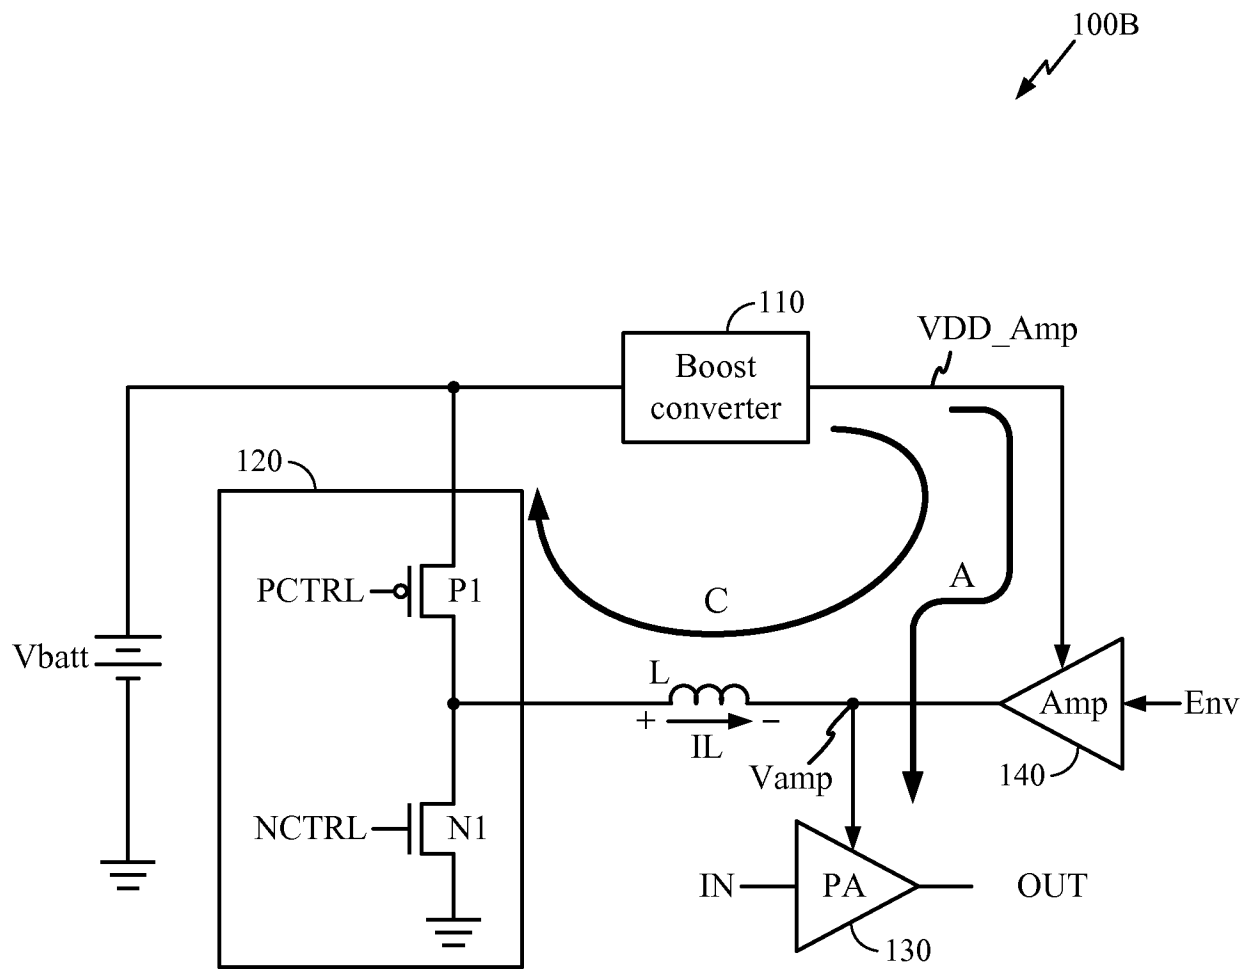 100B
110
VDD_Amp
Boost
converter
120
PCTRL
P1
A
C
Vbatt
L
+
−
IL
Amp
Env
Vamp
140
NCTRL
N1
IN
PA
OUT
130